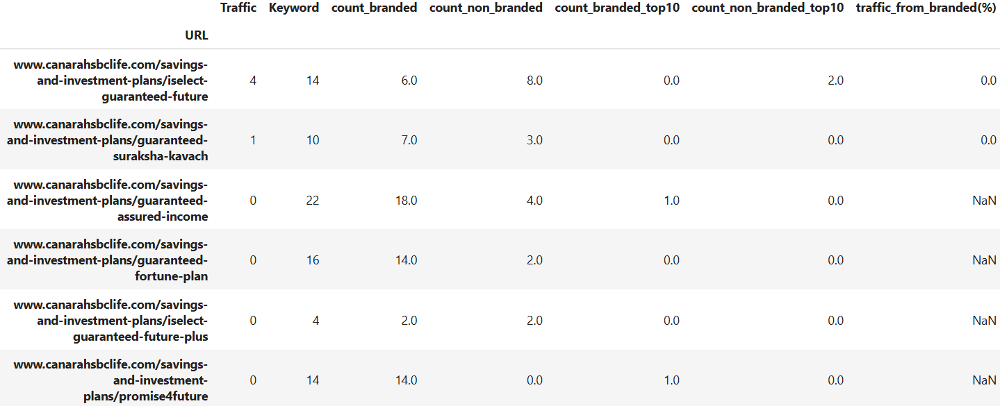 Traffic Keyword count_branded count_non_branded count_branded_top10 count_non_branded_top10 traffic_from_branded(%)
URL
www.canarahsbclife.com/savings-
and-investment-plans/iselect- 4 14 6.0 8.0 0.0 2.0 0.0
guaranteed-future
www.canarahsbclife.com/savings-
and-investment-plans/guaranteed- 1 10 7.0 3.0 0.0 0.0 0.0
suraksha-kavach
www.canarahsbclife.com/savings-
and-investment-plans/guaranteed- 0 22 18.0 4.0 1.0 0.0 NaN
assured-income
www.canarahsbclife.com/savings-
and-investment-plans/guaranteed- 0 16 14.0 2.0 0.0 0.0 NaN
fortune-plan
www.canarahsbclife.com/savings-
and-investment-plans/iselect- 0 4 2.0 2.0 0.0 0.0 NaN
guaranteed-future-plus
www.canarahsbclife.com/savings-
and-investment- 0 14 14.0 0.0 1.0 0.0 NaN
plans/promise4future